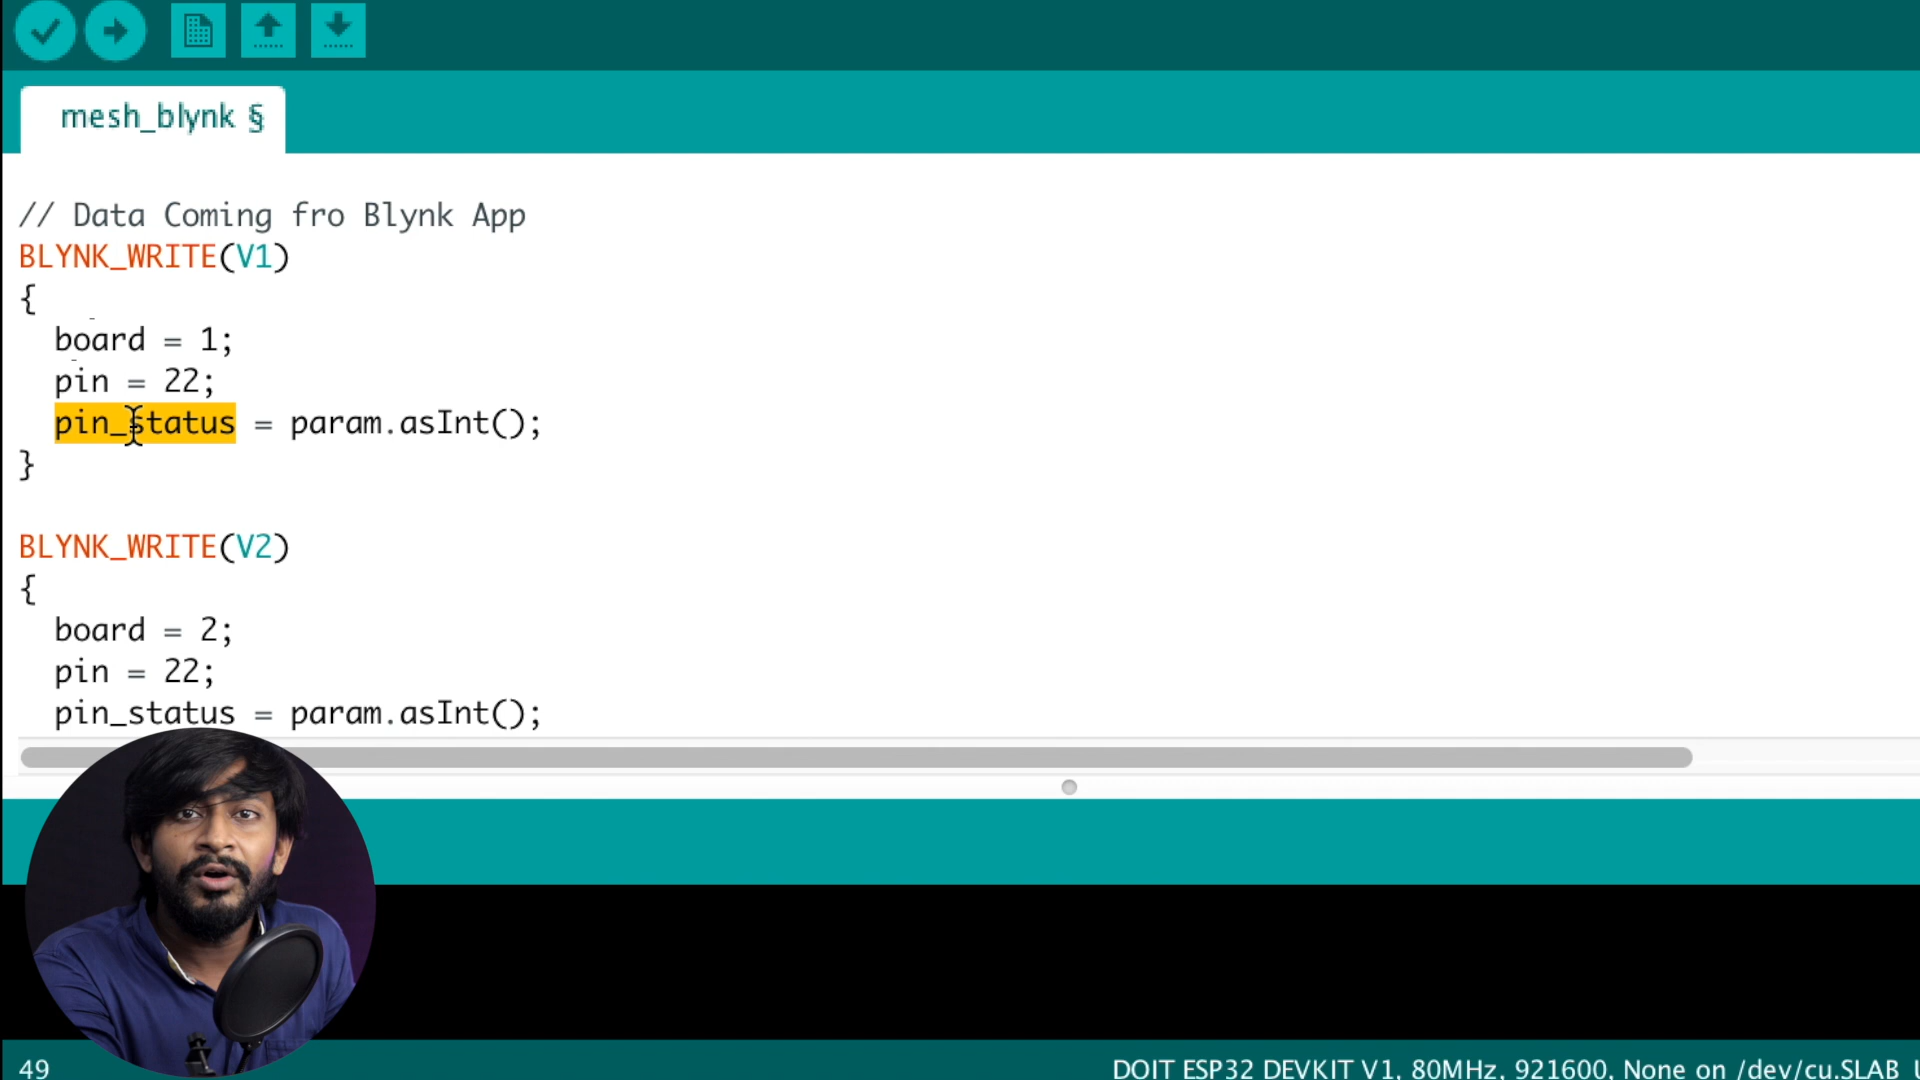 mesh_blynk §
// Data Coming fro Blynk App
BLYNK_WRITE(V1)
{
board = 1;
pin = 22;
pin_status = param.asInt();
}
BLYNK_WRITE(V2)
{
board = 2;
pin = 22;
pin_status = param.asInt();
49
DOIT ESP32 DEVKIT V1, 80MHz, 921600, None on /dev/cu.SLAB_U